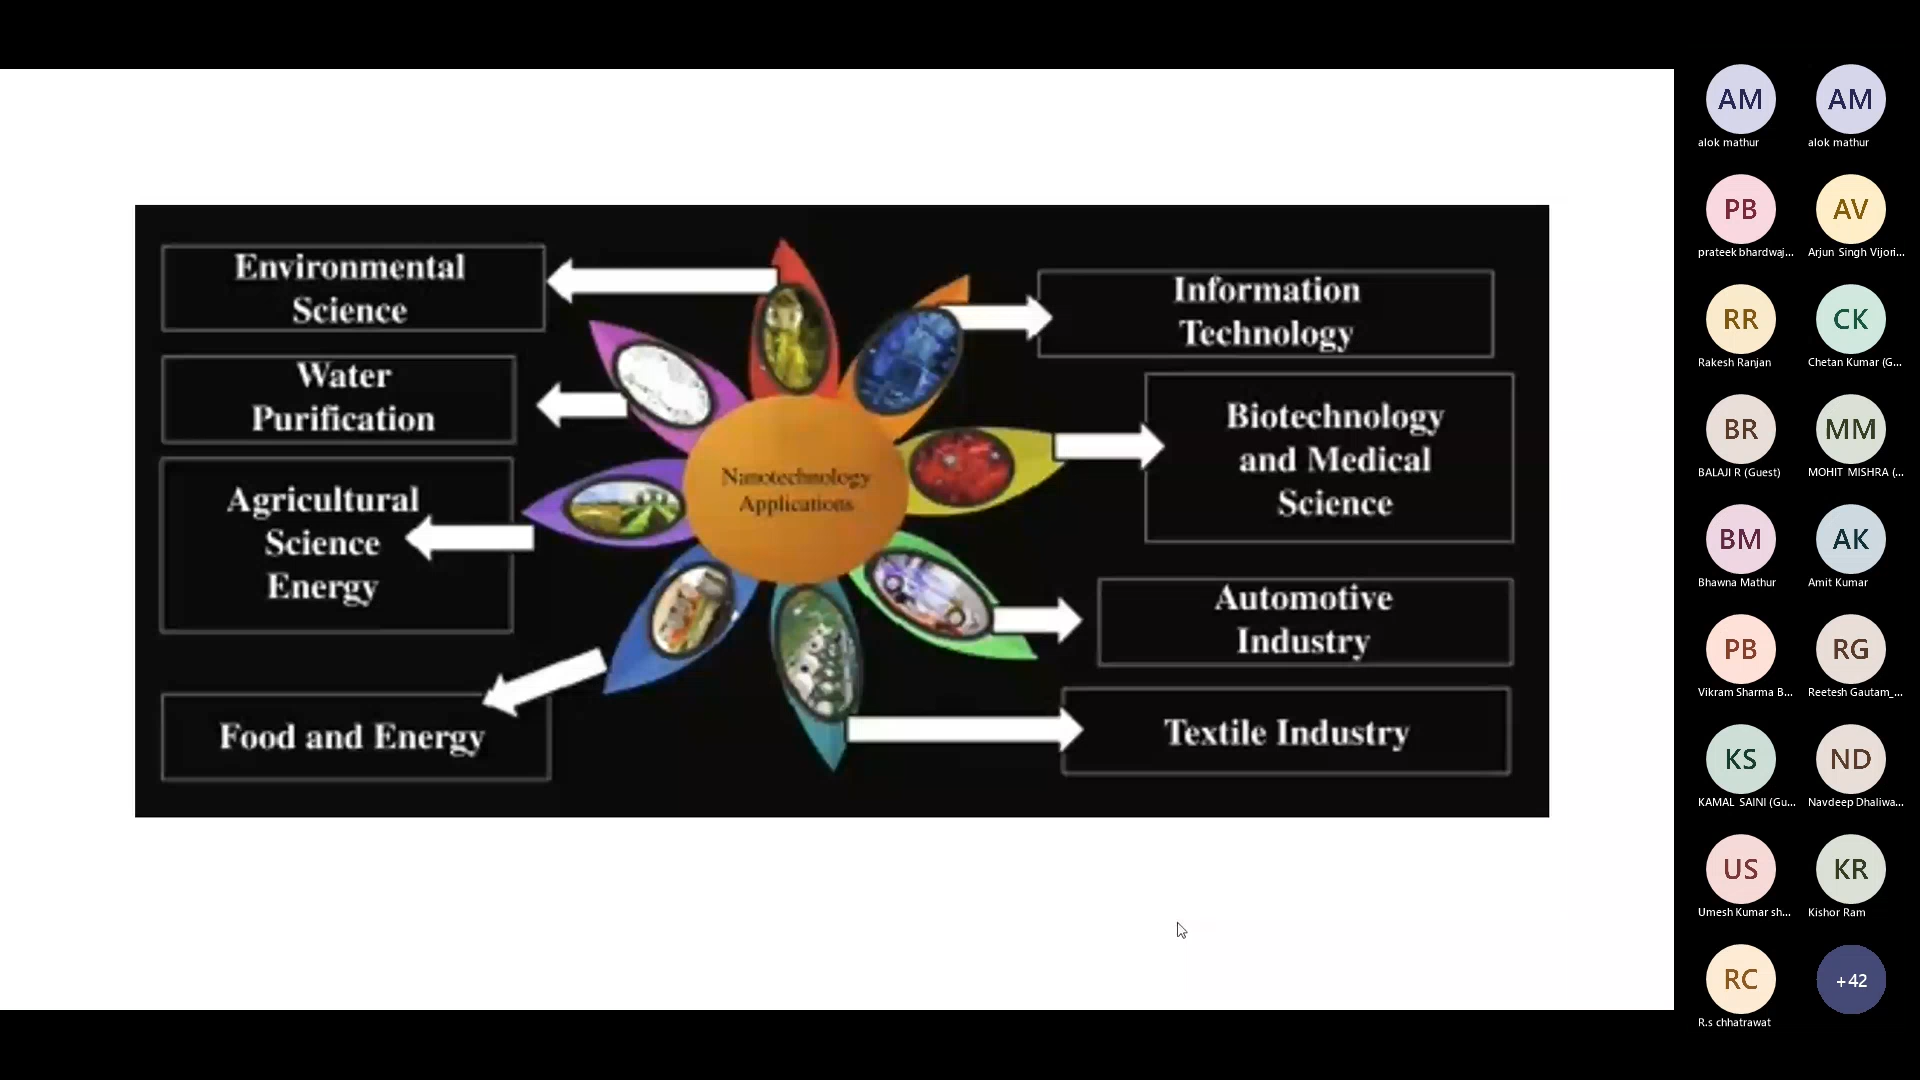 Environmental
Science
Water
Purification
Agricultural
Science
Energy
Food and Energy
Nanotechnology
Applications
Information
Technology
Biotechnology
and Medical
Science
Automotive
Industry
Textile Industry
AM
alok mathur
AM
alok mathur
PB
prateek bhardwaj...
AV
Arjun Singh Vijori...
RR
Rakesh Ranjan
CK
Chetan Kumar (G...
BR
BALAJI R (Guest)
MM
MOHIT MISHRA (...
BM
Bhawna Mathur
AK
Amit Kumar
PB
Vikram Sharma B...
RG
Reetesh Gautam_...
KS
KAMAL SAINI (Gu...
ND
Navdeep Dhaliwa...
US
Umesh Kumar sh...
KR
Kishor Ram
RC
R.s chhatrawat
+42